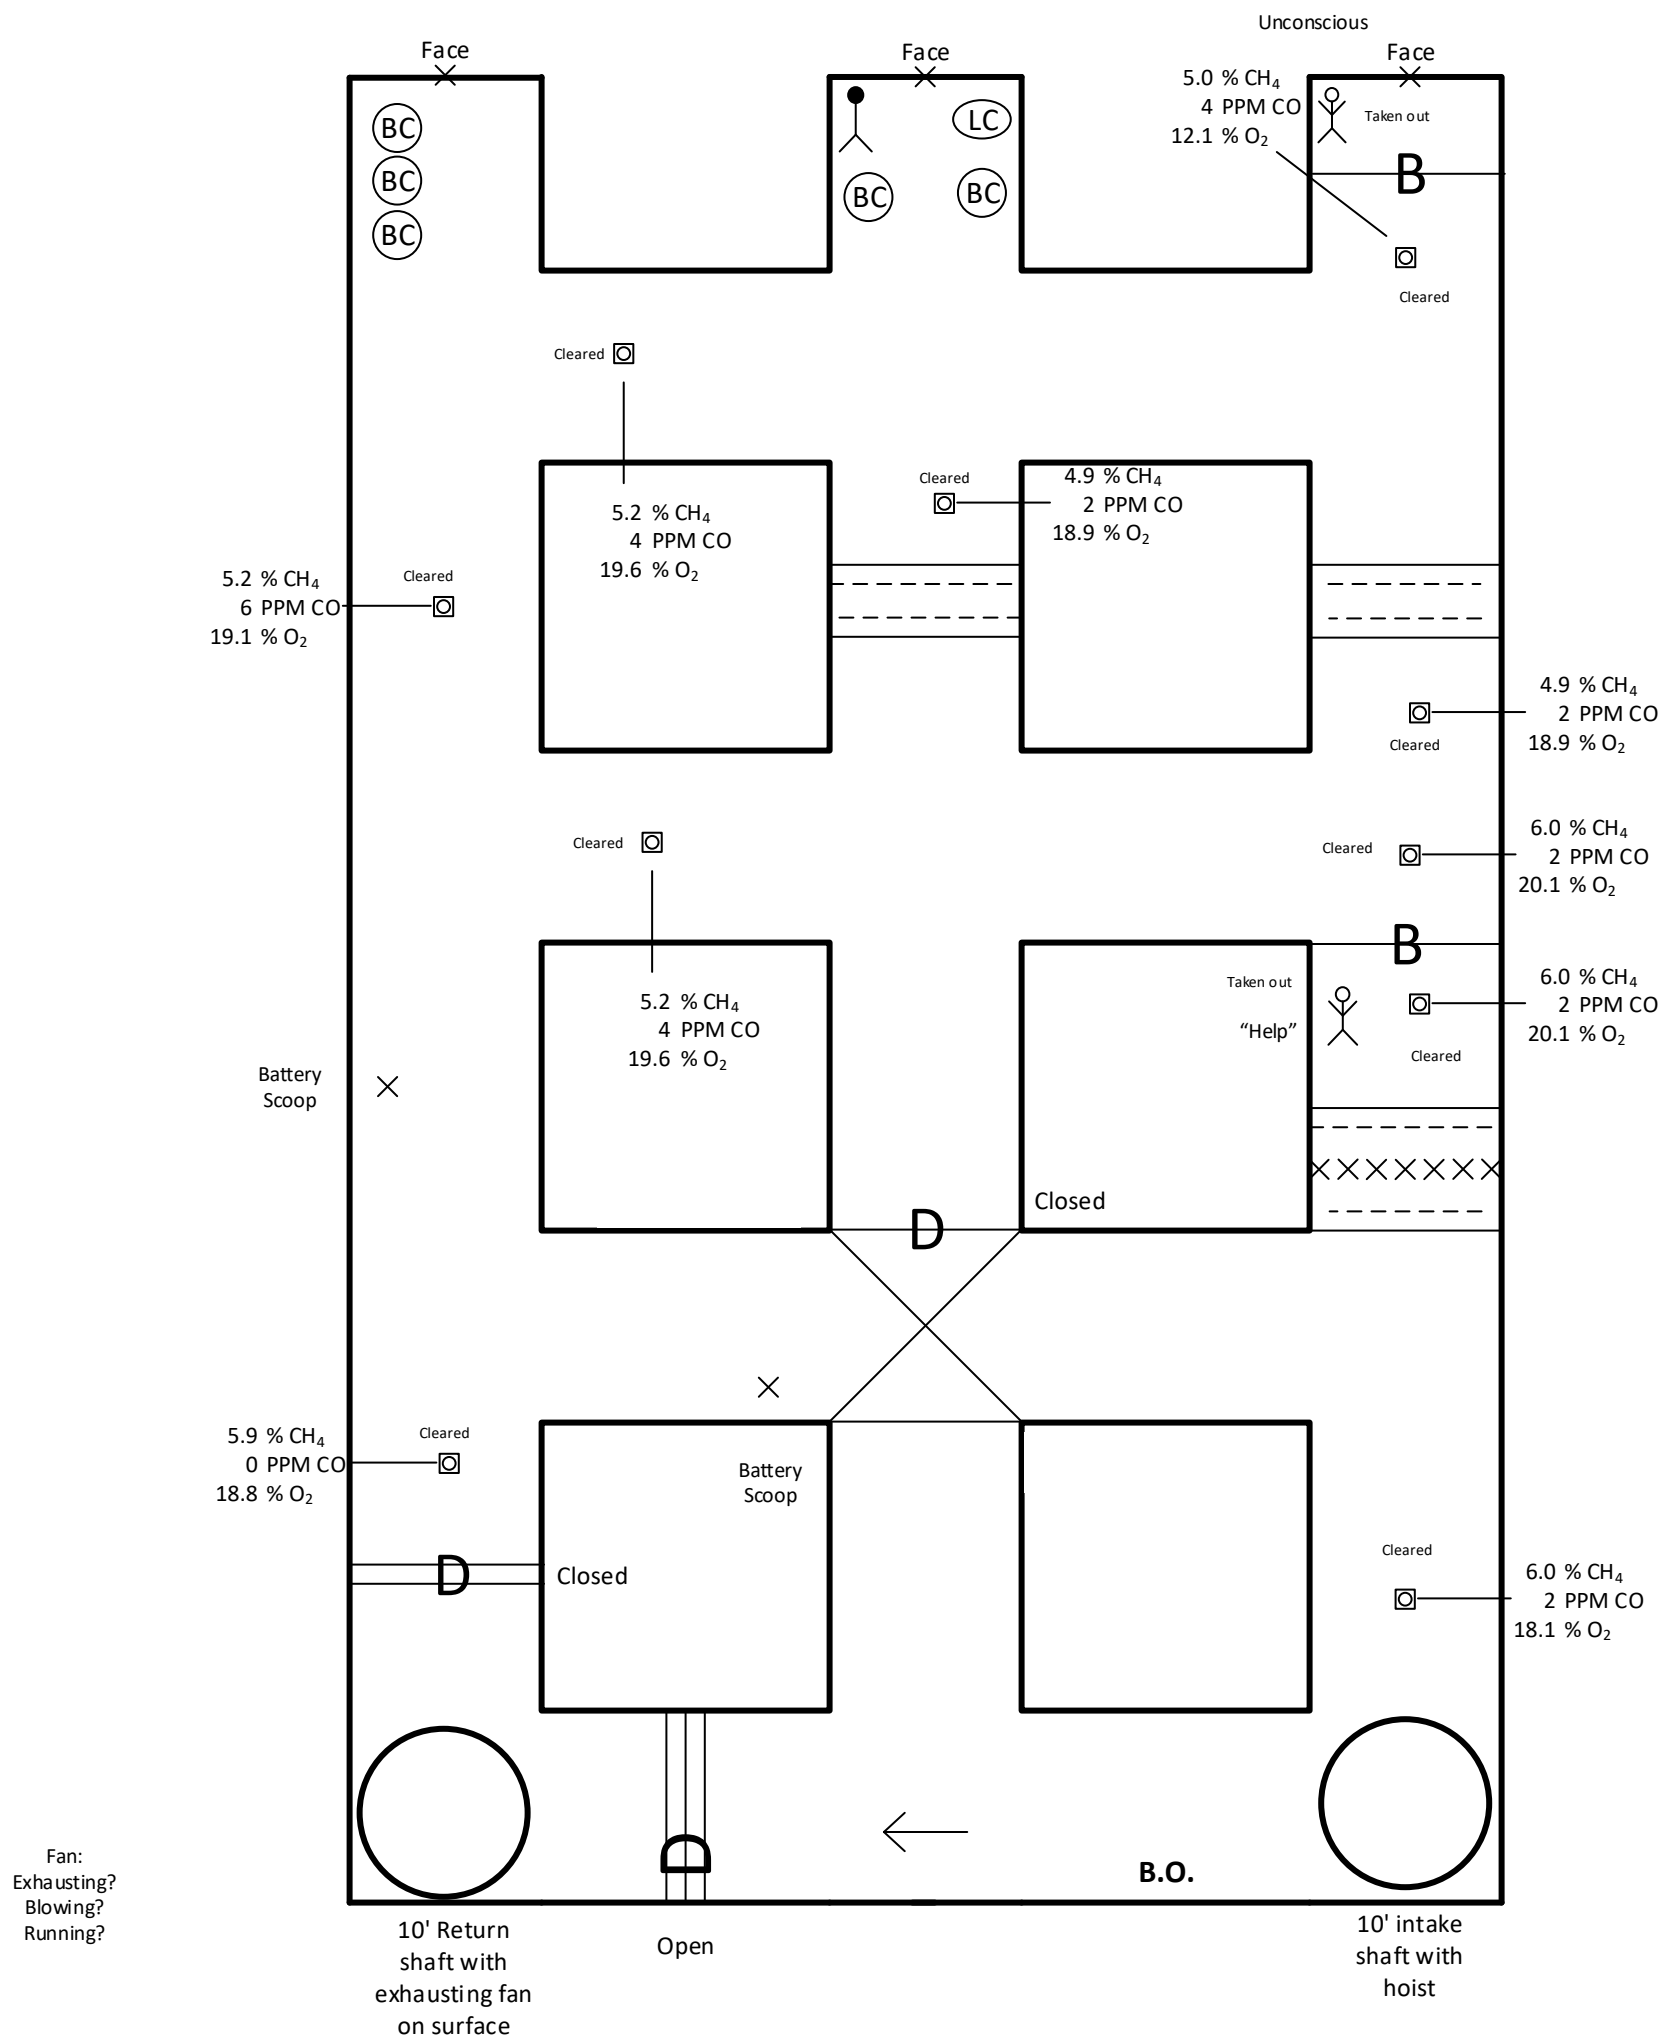 Unconscious
Face
Face
Face
5.0 % CH₄
4 PPM CO
12.1 % O₂
Taken out
BC
LC
BC
B
BC
BC
BC
Cleared
Cleared
4.9 % CH₄
2 PPM CO
18.9 % O₂
Cleared
5.2 % CH₄
4 PPM CO
19.6 % O₂
5.2 % CH₄
6 PPM CO
19.1 % O₂
Cleared
4.9 % CH₄
2 PPM CO
18.9 % O₂
Cleared
6.0 % CH₄
2 PPM CO
20.1 % O₂
Cleared
Cleared
B
Taken out
"Help"
6.0 % CH₄
2 PPM CO
20.1 % O₂
Cleared
5.2 % CH₄
4 PPM CO
19.6 % O₂
Battery
Scoop
Closed
D
5.9 % CH₄
0 PPM CO
18.8 % O₂
Cleared
Battery
Scoop
D
Closed
Cleared
6.0 % CH₄
2 PPM CO
18.1 % O₂
D
B.O.
Fan:
Exhausting?
Blowing?
Running?
10' Return
shaft with
exhausting fan
on surface
Open
10' intake
shaft with
hoist